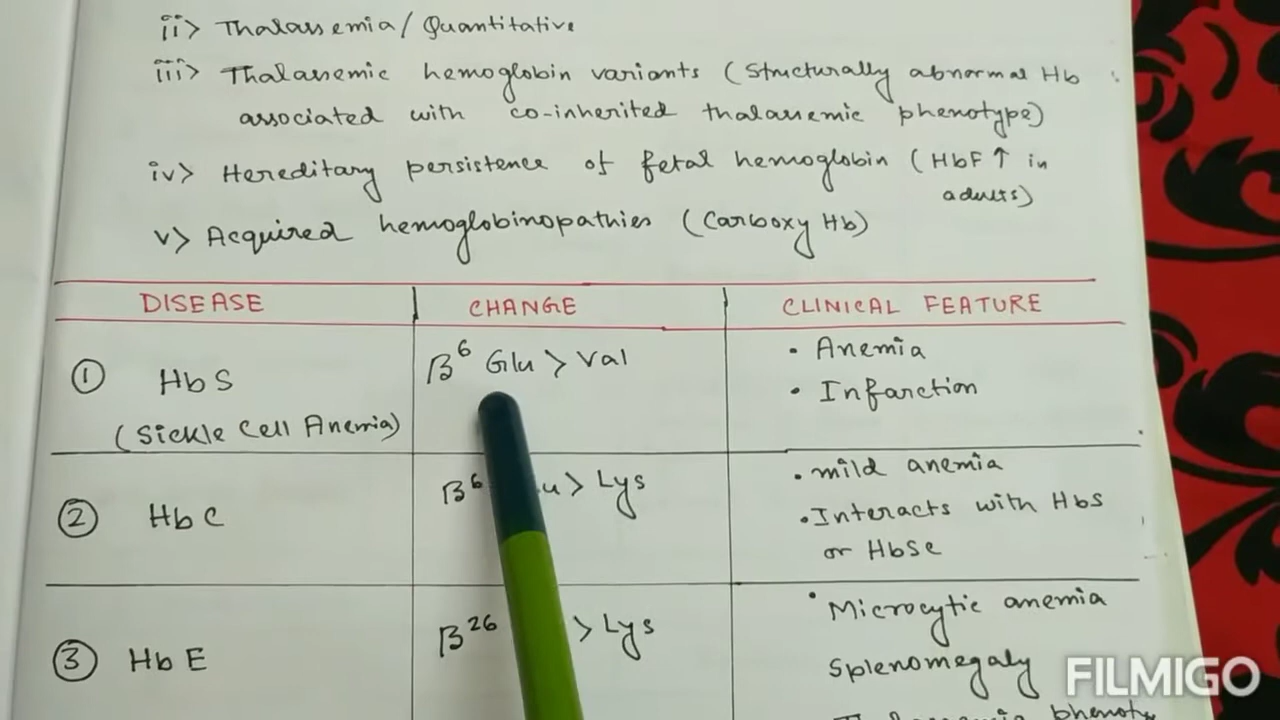 ii> Thalassemia/Quantitative
iii> Thalassemic hemoglobin variants (Structurally abnormal Hb
associated with co-inherited thalassemic phenotype)
iv> Hereditary persistence of fetal hemoglobin (HbF ↑ in
adults)
v> Acquired hemoglobinopathies (Carboxy Hb)
DISEASE CHANGE CLINICAL FEATURE
① HbS
(Sickle Cell Anemia)
β⁶ Glu > Val
• Anemia
• Infarction
② HbC
β⁶ > Lys
• mild anemia
• Interacts with HbS
or HbSc
③ HbE
β²⁶ > Lys
• Microcytic anemia
Splenomegaly
FILMIGO